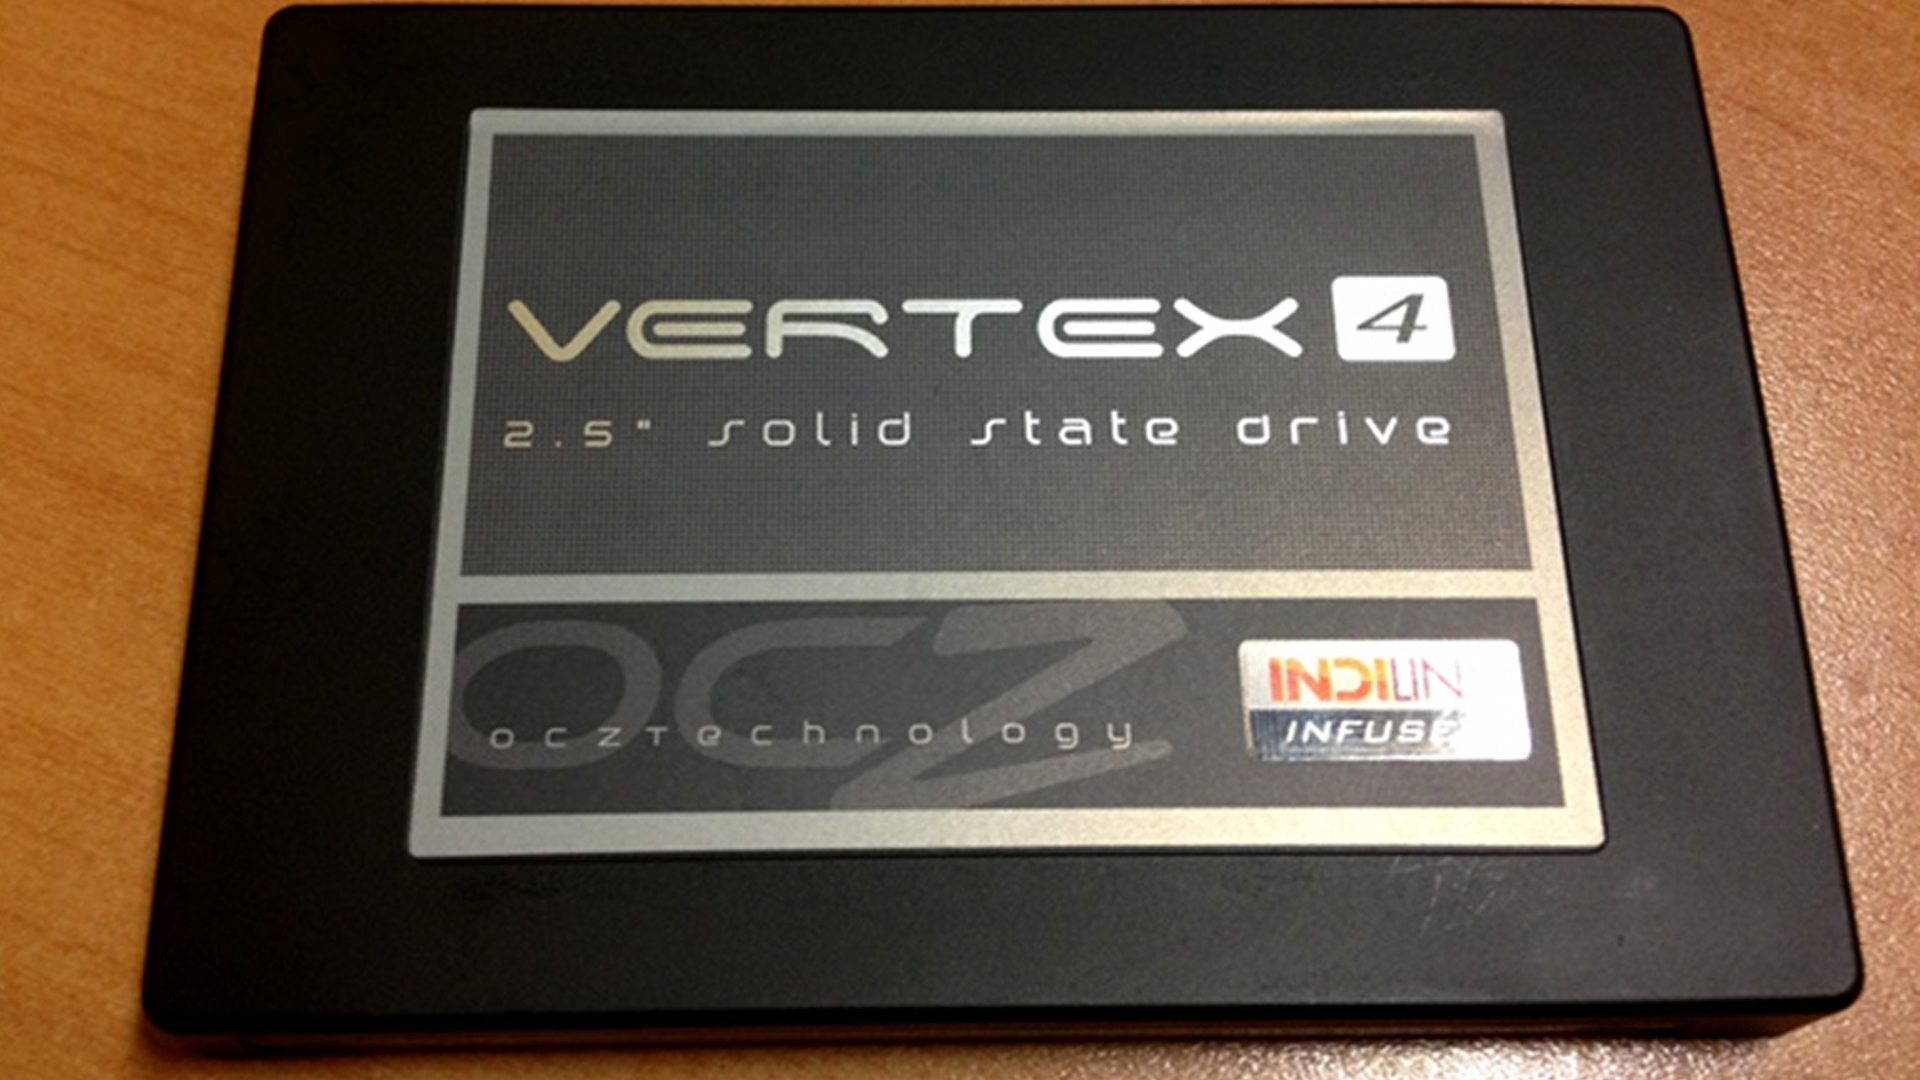 VERTEX 4
2.5" solid state drive
OCZ
OCZTechnology
INDILIN
INFUSE